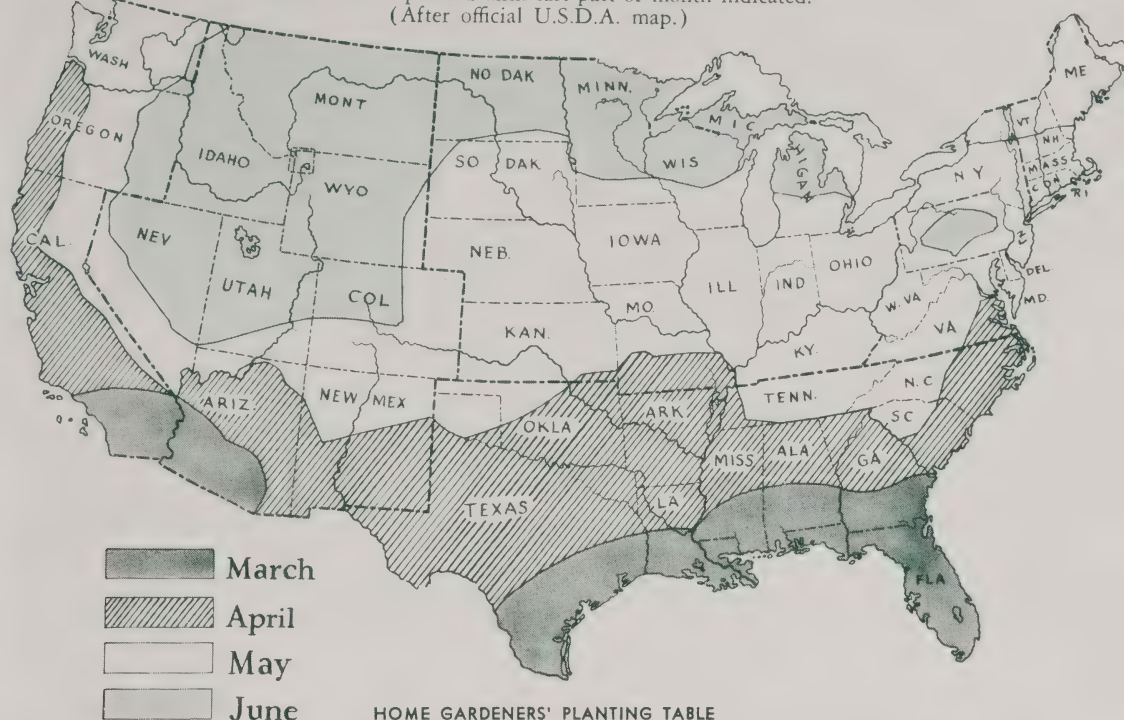 (After official U.S.D.A. map.)
WASH
MONT
NO DAK
MINN.
ME
OREGON
IDAHO
SO DAK
WIS
MIC
HIGAN
VT
NH
MASS
CON
RI
N Y
WYO
CAL.
NEV
UTAH
COL
NEB.
IOWA
ILL
IND
OHIO
W. VA
VA
DEL
MD.
N J
KAN.
MO.
KY.
ARIZ.
NEW MEX
OKLA
ARK.
TENN.
N.C
SC
TEXAS
LA
MISS
ALA
GA
FLA
March
April
May
June
HOME GARDENERS' PLANTING TABLE